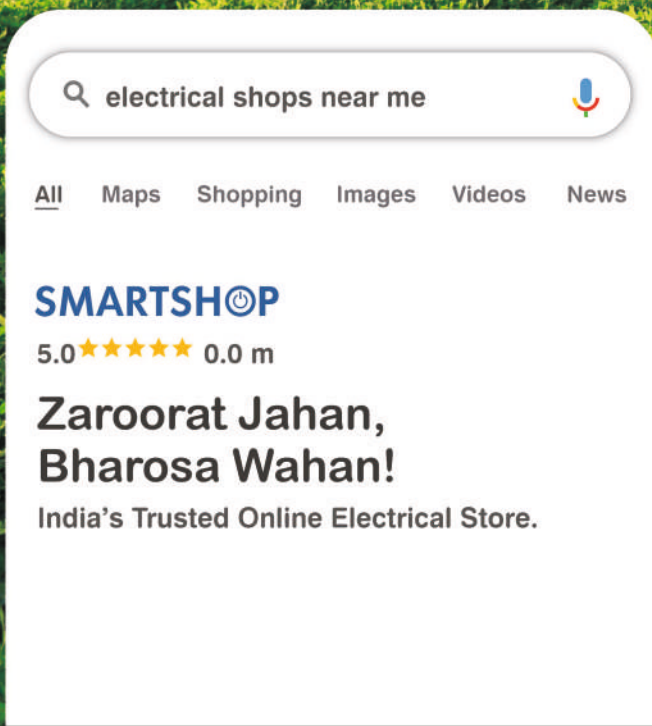 electrical shops near me
All Maps Shopping Images Videos News
SMARTSHOP
5.0★★★★★ 0.0 m
Zaroorat Jahan,
Bharosa Wahan!
India’s Trusted Online Electrical Store.